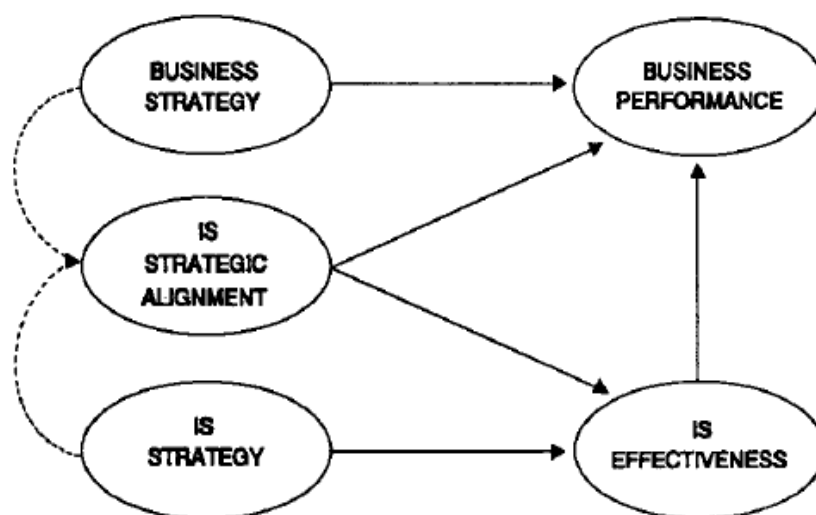 BUSINESS
STRATEGY
BUSINESS
PERFORMANCE
IS
STRATEGIC
ALIGNMENT
IS
STRATEGY
IS
EFFECTIVENESS